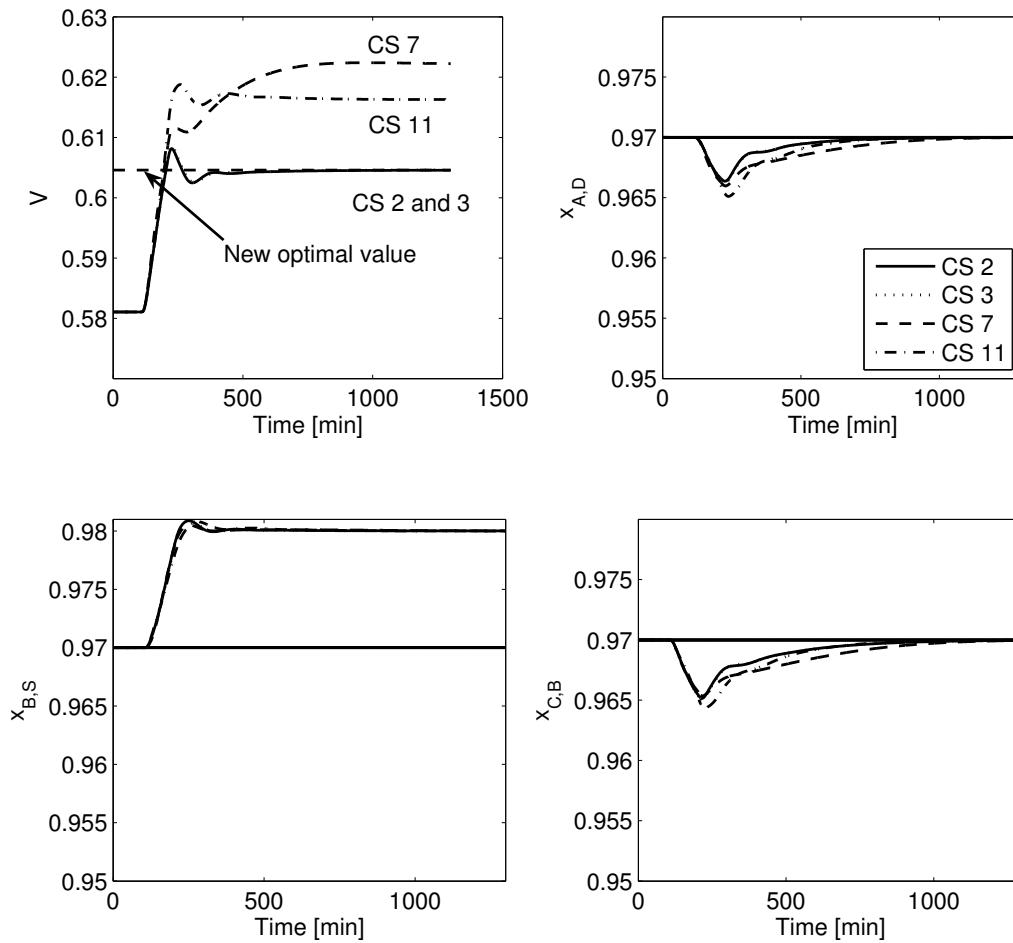 0.63
0.62
0.61
0.6
0.59
0.58
V
CS 7
CS 11
CS 2 and 3
New optimal value
0 500 1000 1500
Time [min]
0.975
0.97
0.965
0.96
0.955
0.95
x_A,D
CS 2
CS 3
CS 7
CS 11
0 500 1000
Time [min]
0.98
0.975
0.97
0.965
0.96
0.955
0.95
x_B,S
0 500 1000
Time [min]
0.975
0.97
0.965
0.96
0.955
0.95
x_C,B
0 500 1000
Time [min]